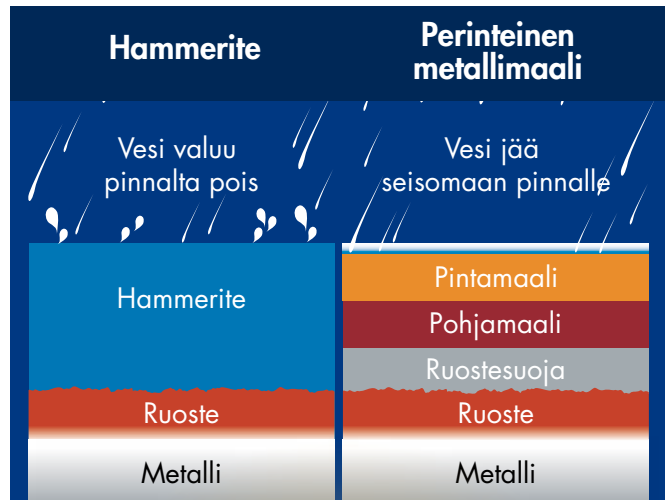 Hammerite
Perinteinen
metallimaali
Vesi valuu
pinnalta pois
Vesi jää
seisomaan pinnalle
Hammerite
Ruoste
Metalli
Pintamaali
Pohjamaali
Ruostesuoja
Ruoste
Metalli